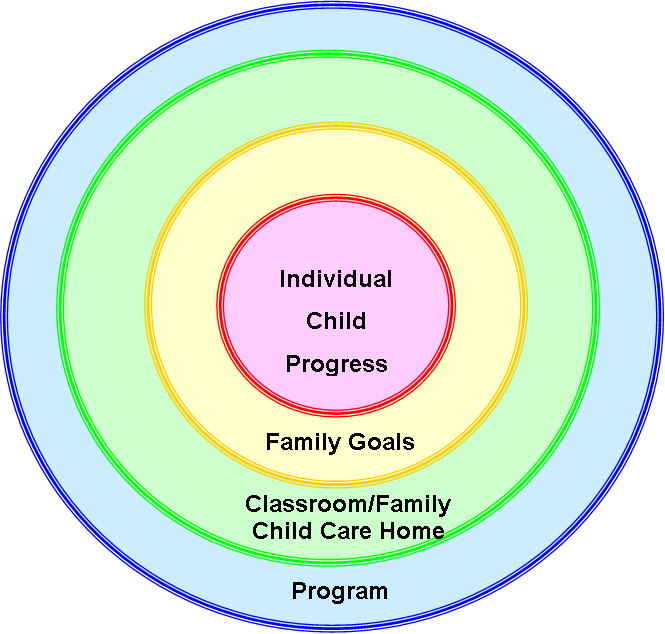 Individual
Child
Progress
Family Goals
Classroom/Family
Child Care Home
Program